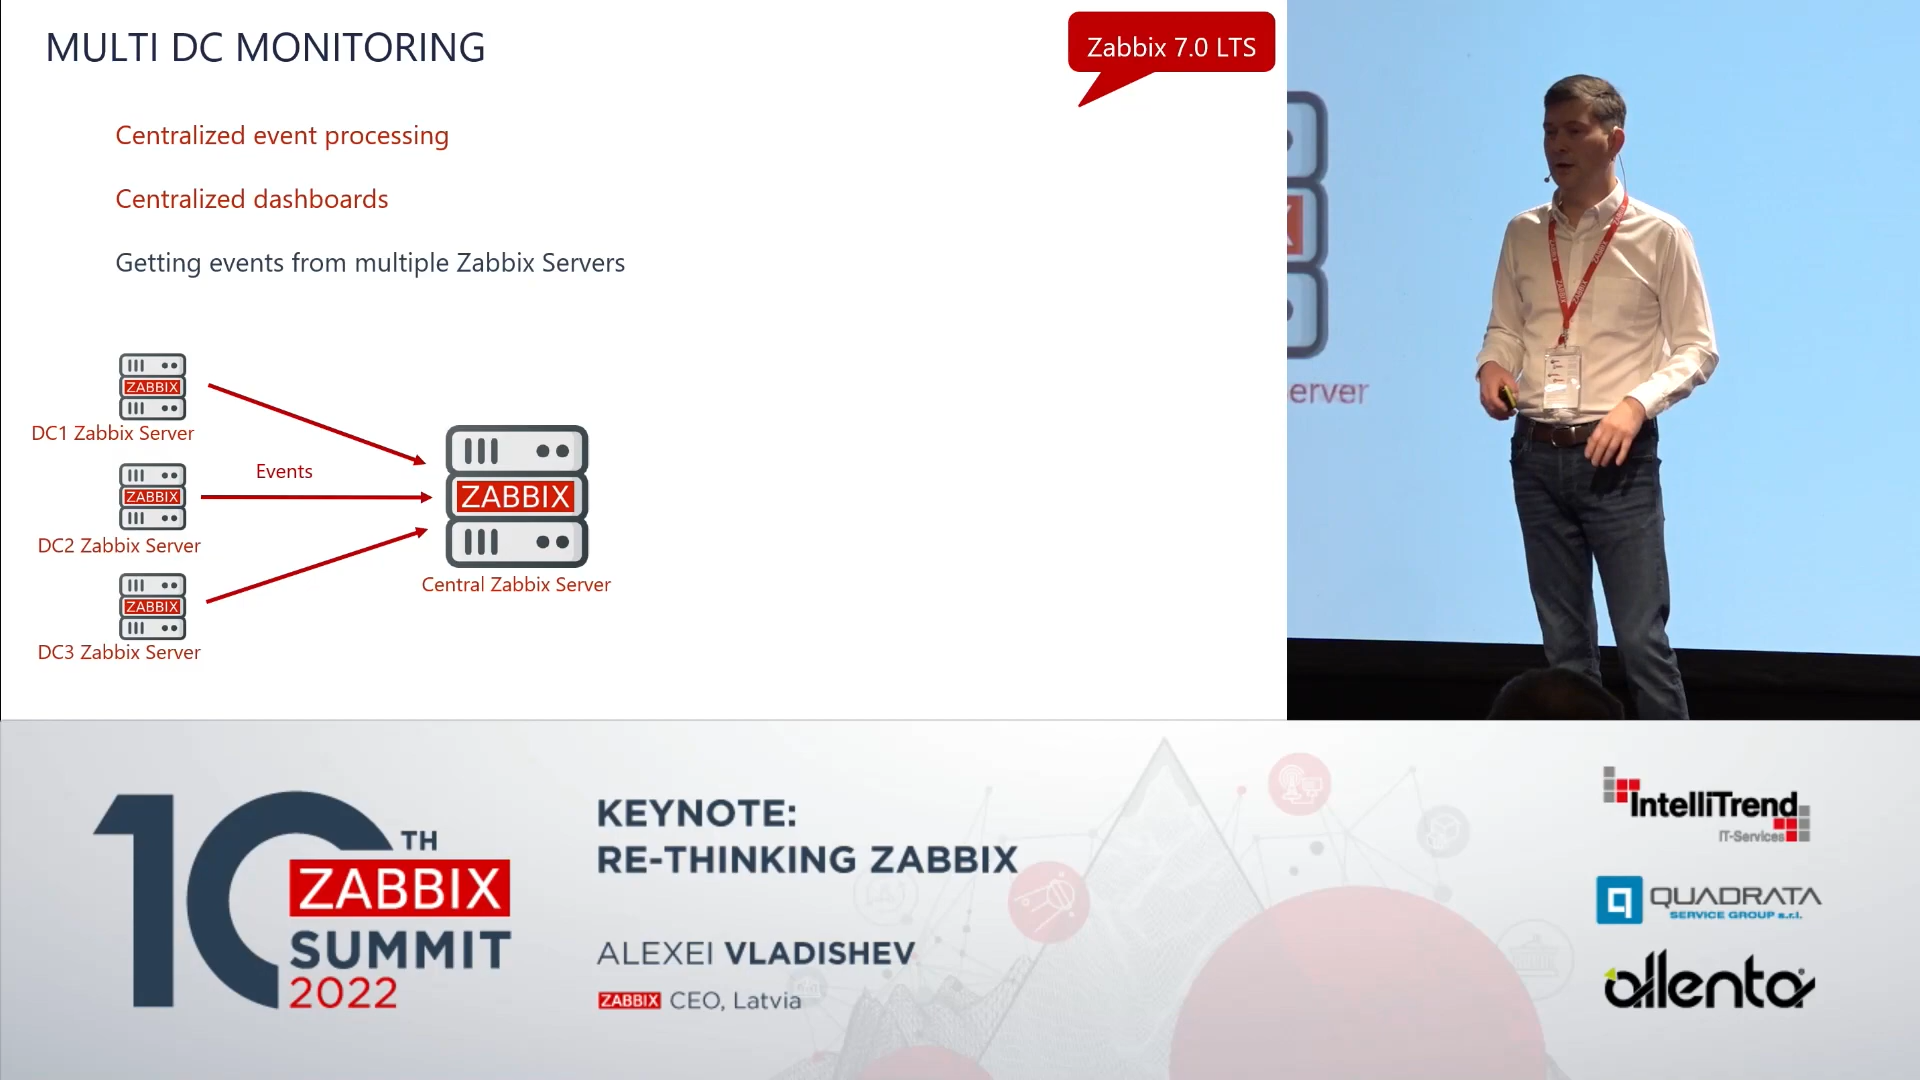 MULTI DC MONITORING
Zabbix 7.0 LTS
Centralized event processing
Centralized dashboards
Getting events from multiple Zabbix Servers
ZABBIX
DC1 Zabbix Server
Events
ZABBIX
DC2 Zabbix Server
ZABBIX
DC3 Zabbix Server
ZABBIX
Central Zabbix Server
erver
ZABBIX
10TH
ZABBIX
SUMMIT
2022
KEYNOTE:
RE-THINKING ZABBIX
ALEXEI VLADISHEV
ZABBIX CEO, Latvia
IntelliTrend
IT-Services
QUADRATA
SERVICE GROUP s.r.l.
allenta